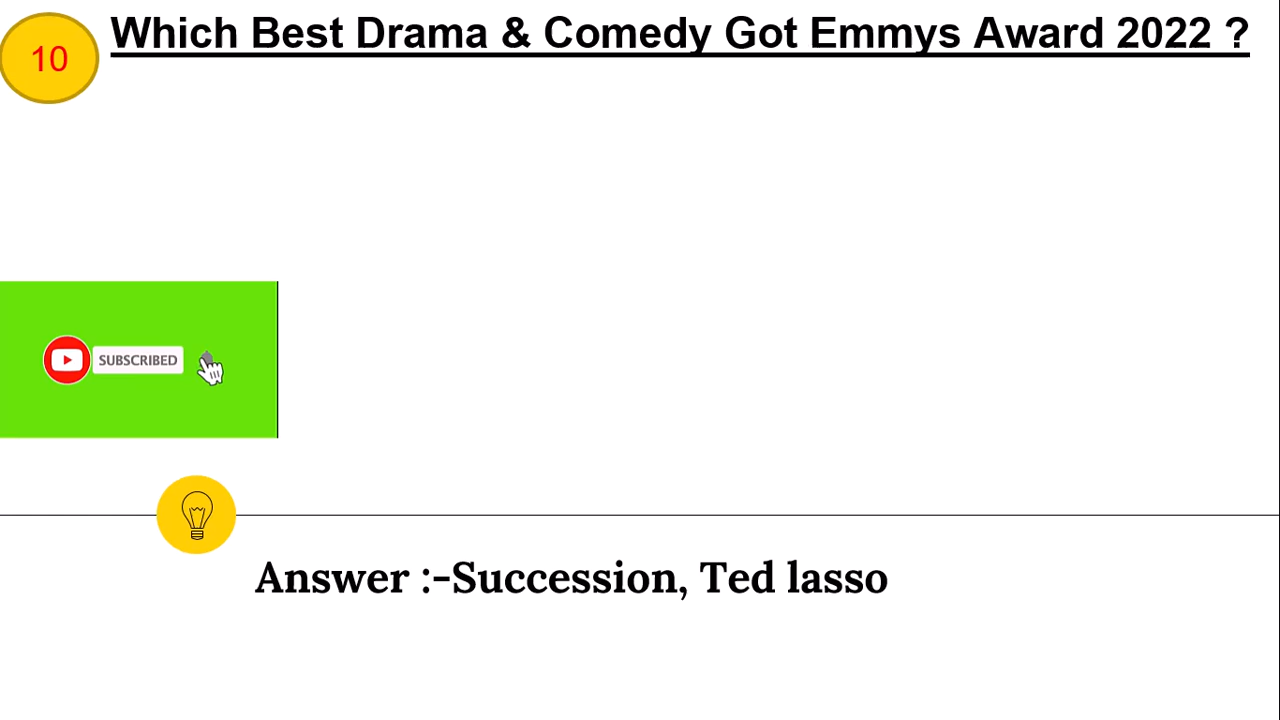 10
Which Best Drama & Comedy Got Emmys Award 2022 ?
SUBSCRIBED
Answer :-Succession, Ted lasso